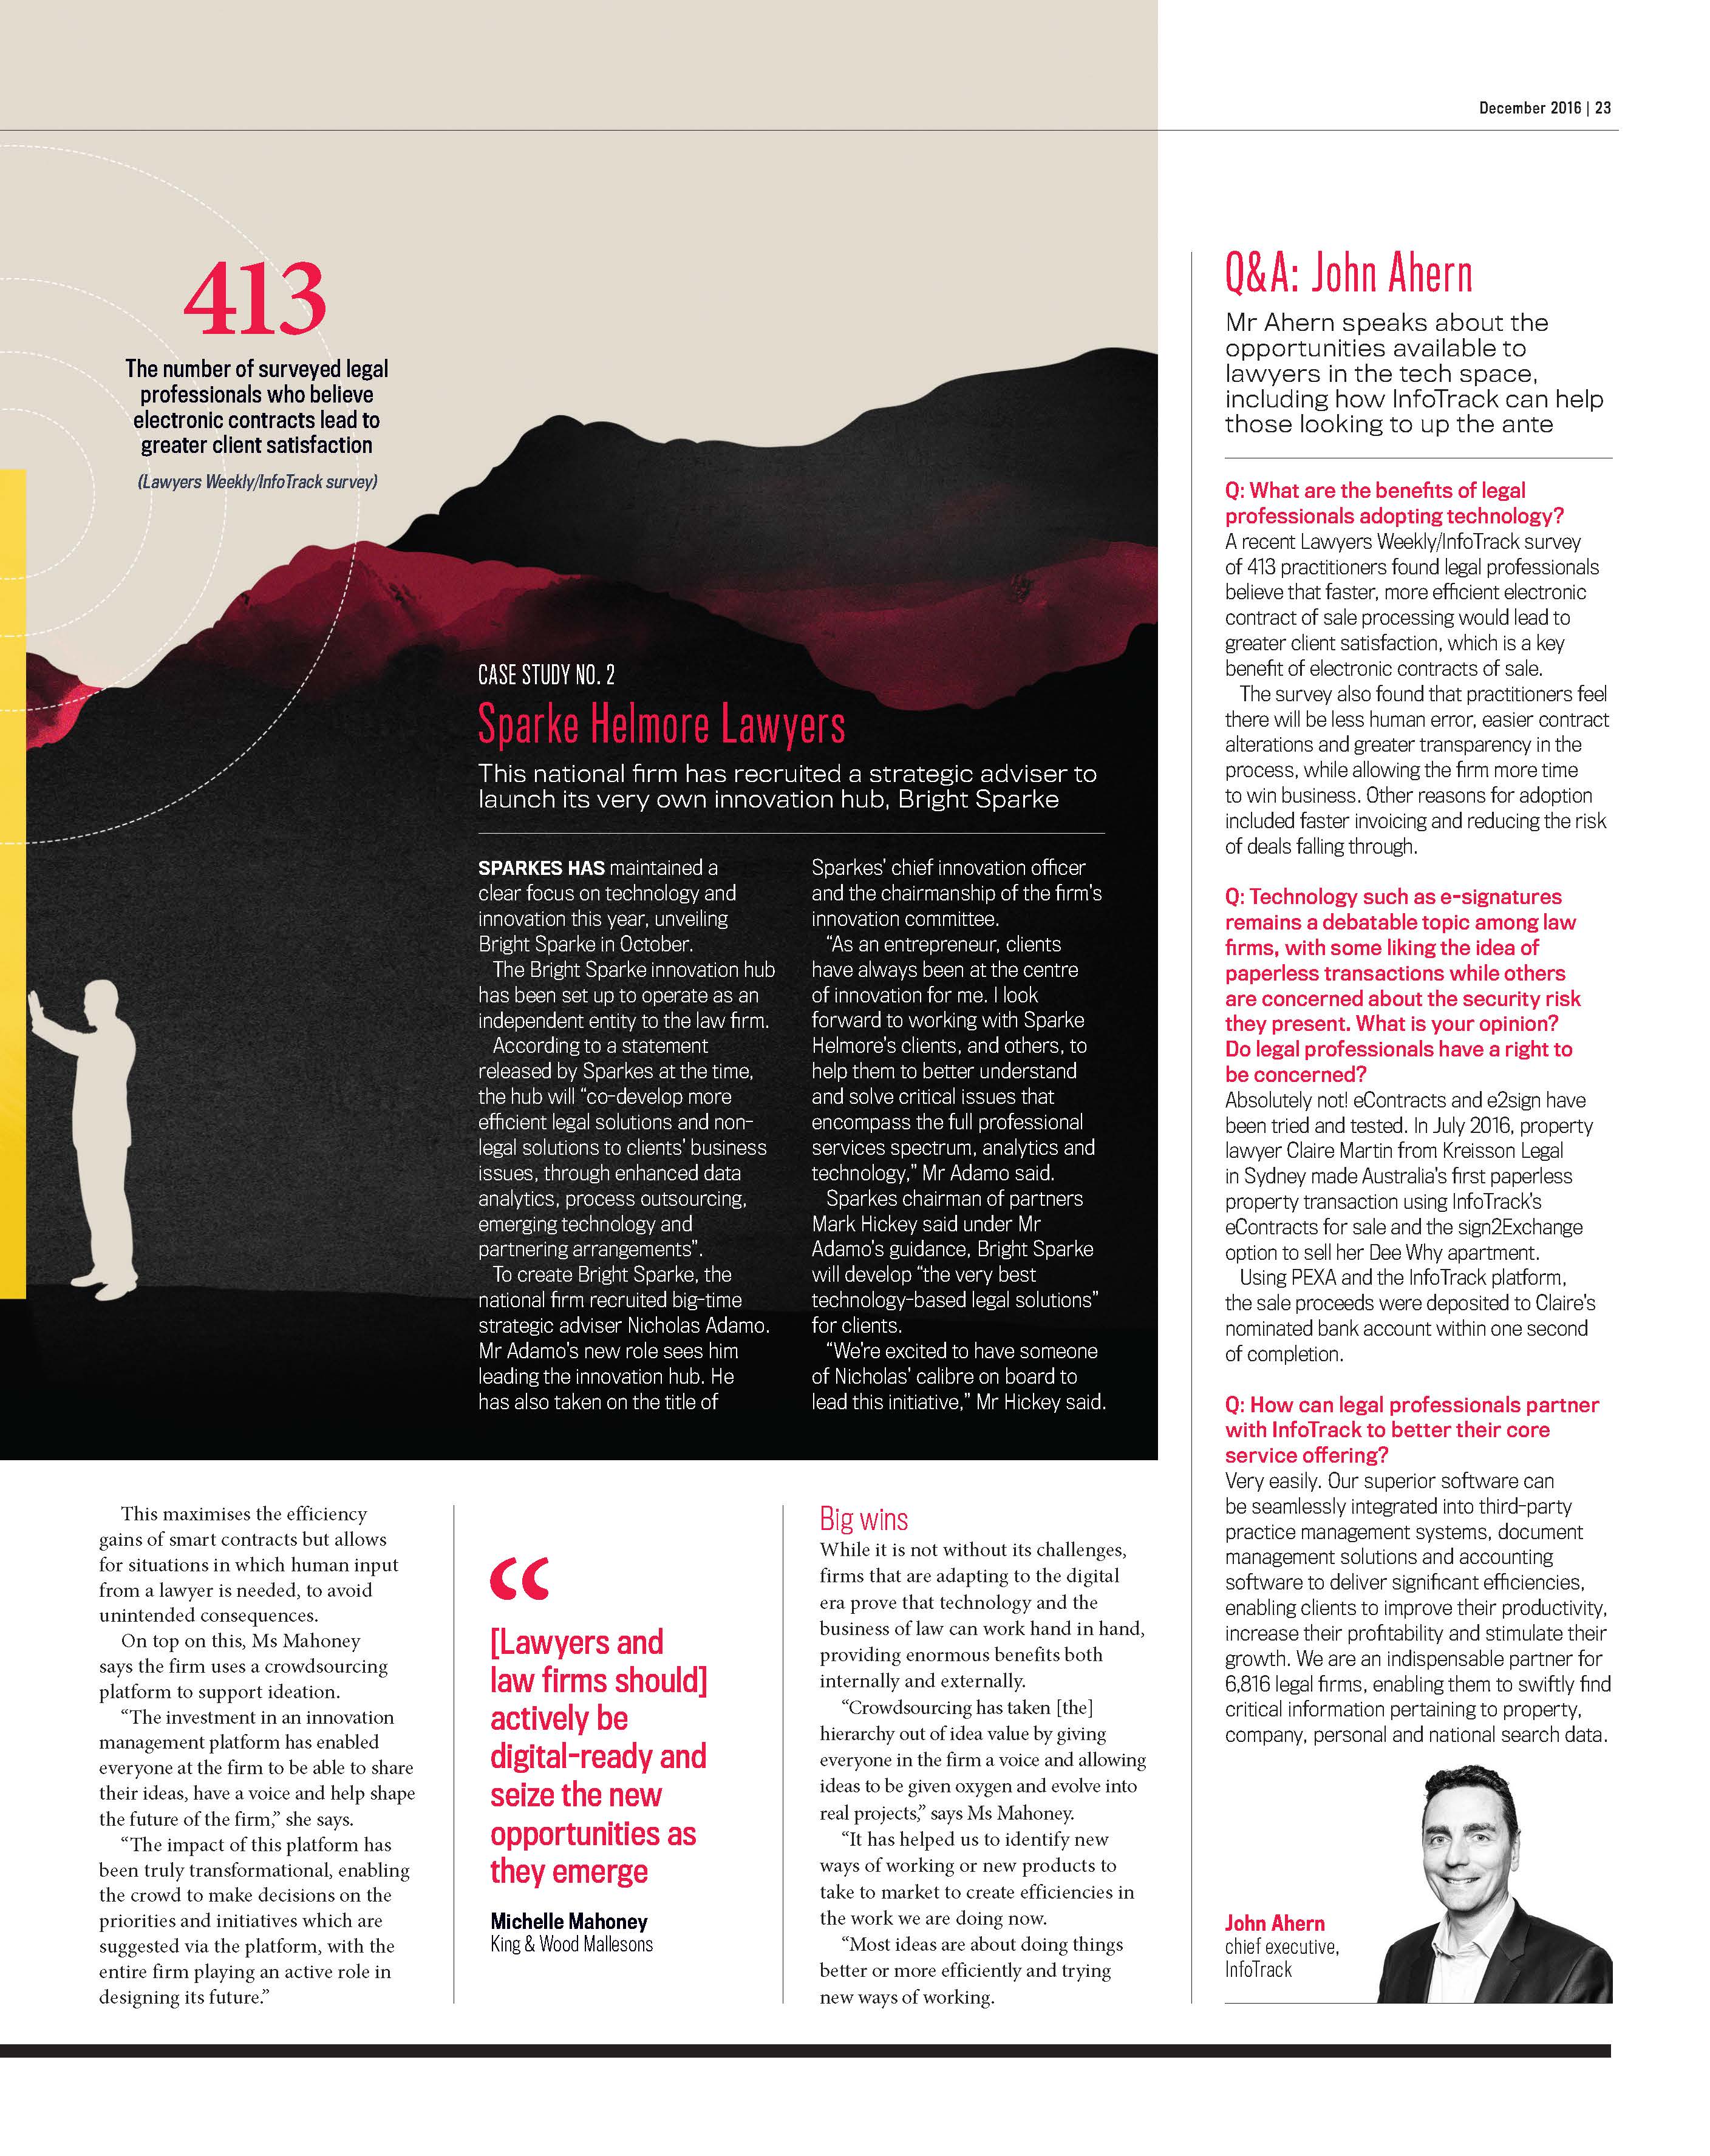 December 2016 | 23
413
The number of surveyed legal
professionals who believe
electronic contracts lead to
greater client satisfaction
(Lawyers Weekly/InfoTrack survey)
CASE STUDY NO. 2
Sparke Helmore Lawyers
This national firm has recruited a strategic adviser to
launch its very own innovation hub, Bright Sparke
SPARKES HAS maintained a
clear focus on technology and
innovation this year, unveiling
Bright Sparke in October.
The Bright Sparke innovation hub
has been set up to operate as an
independent entity to the law firm.
According to a statement
released by Sparkes at the time,
the hub will “co-develop more
efficient legal solutions and non-
legal solutions to clients’ business
issues, through enhanced data
analytics, process outsourcing,
emerging technology and
partnering arrangements”.
To create Bright Sparke, the
national firm recruited big-time
strategic adviser Nicholas Adamo.
Mr Adamo’s new role sees him
leading the innovation hub. He
has also taken on the title of
Sparkes’ chief innovation officer
and the chairmanship of the firm’s
innovation committee.
“As an entrepreneur, clients
have always been at the centre
of innovation for me. I look
forward to working with Sparke
Helmore’s clients, and others, to
help them to better understand
and solve critical issues that
encompass the full professional
services spectrum, analytics and
technology,” Mr Adamo said.
Sparkes chairman of partners
Mark Hickey said under Mr
Adamo’s guidance, Bright Sparke
will develop “the very best
technology-based legal solutions”
for clients.
“We’re excited to have someone
of Nicholas’ calibre on board to
lead this initiative,” Mr Hickey said.
This maximises the efficiency
gains of smart contracts but allows
for situations in which human input
from a lawyer is needed, to avoid
unintended consequences.
On top on this, Ms Mahoney
says the firm uses a crowdsourcing
platform to support ideation.
“The investment in an innovation
management platform has enabled
everyone at the firm to be able to share
their ideas, have a voice and help shape
the future of the firm,” she says.
“The impact of this platform has
been truly transformational, enabling
the crowd to make decisions on the
priorities and initiatives which are
suggested via the platform, with the
entire firm playing an active role in
designing its future.”
“
[Lawyers and
law firms should]
actively be
digital-ready and
seize the new
opportunities as
they emerge
Michelle Mahoney
King & Wood Mallesons
Big wins
While it is not without its challenges,
firms that are adapting to the digital
era prove that technology and the
business of law can work hand in hand,
providing enormous benefits both
internally and externally.
“Crowdsourcing has taken [the]
hierarchy out of idea value by giving
everyone in the firm a voice and allowing
ideas to be given oxygen and evolve into
real projects,” says Ms Mahoney.
“It has helped us to identify new
ways of working or new products to
take to market to create efficiencies in
the work we are doing now.
“Most ideas are about doing things
better or more efficiently and trying
new ways of working.
Q&A: John Ahern
Mr Ahern speaks about the
opportunities available to
lawyers in the tech space,
including how InfoTrack can help
those looking to up the ante
Q: What are the benefits of legal
professionals adopting technology?
A recent Lawyers Weekly/InfoTrack survey
of 413 practitioners found legal professionals
believe that faster, more efficient electronic
contract of sale processing would lead to
greater client satisfaction, which is a key
benefit of electronic contracts of sale.
The survey also found that practitioners feel
there will be less human error, easier contract
alterations and greater transparency in the
process, while allowing the firm more time
to win business. Other reasons for adoption
included faster invoicing and reducing the risk
of deals falling through.
Q: Technology such as e-signatures
remains a debatable topic among law
firms, with some liking the idea of
paperless transactions while others
are concerned about the security risk
they present. What is your opinion?
Do legal professionals have a right to
be concerned?
Absolutely not! eContracts and e2sign have
been tried and tested. In July 2016, property
lawyer Claire Martin from Kreisson Legal
in Sydney made Australia’s first paperless
property transaction using InfoTrack’s
eContracts for sale and the sign2Exchange
option to sell her Dee Why apartment.
Using PEXA and the InfoTrack platform,
the sale proceeds were deposited to Claire’s
nominated bank account within one second
of completion.
Q: How can legal professionals partner
with InfoTrack to better their core
service offering?
Very easily. Our superior software can
be seamlessly integrated into third-party
practice management systems, document
management solutions and accounting
software to deliver significant efficiencies,
enabling clients to improve their productivity,
increase their profitability and stimulate their
growth. We are an indispensable partner for
6,816 legal firms, enabling them to swiftly find
critical information pertaining to property,
company, personal and national search data.
John Ahern
chief executive,
InfoTrack